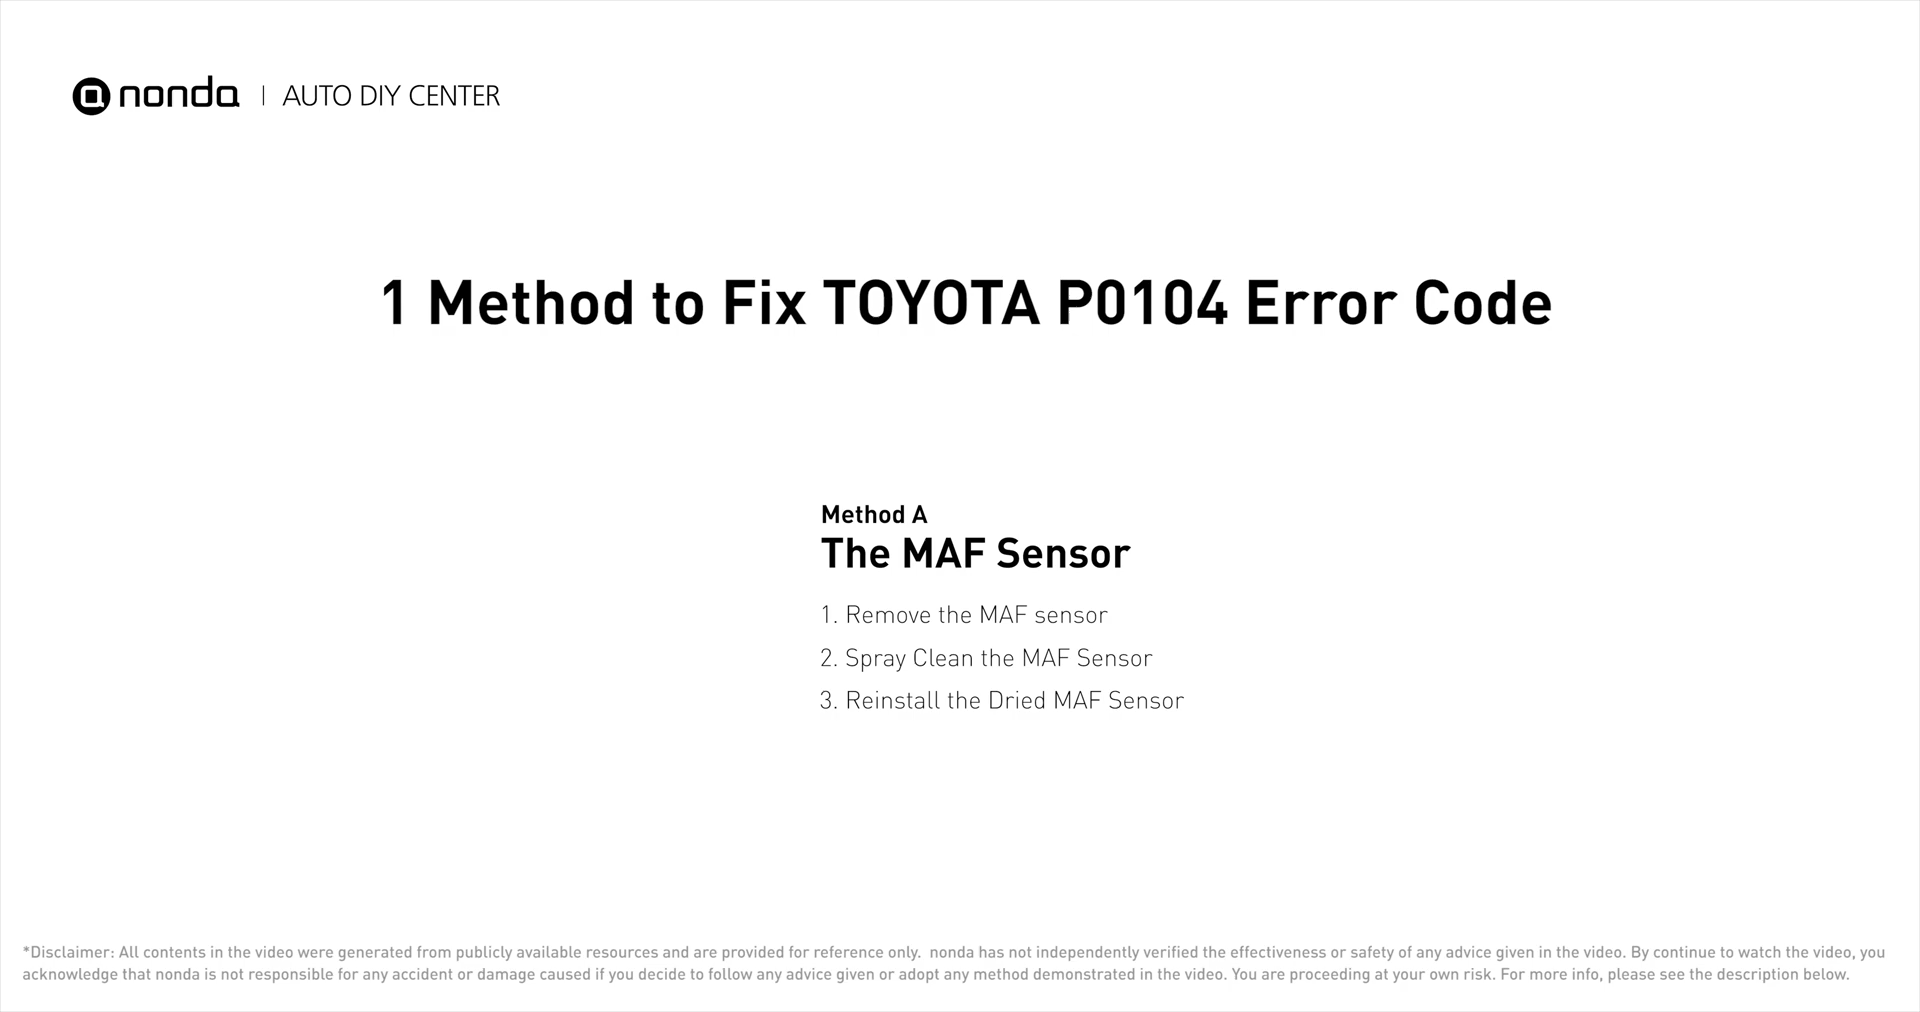 nonda | AUTO DIY CENTER
1 Method to Fix TOYOTA P0104 Error Code
Method A
The MAF Sensor
1. Remove the MAF sensor
2. Spray Clean the MAF Sensor
3. Reinstall the Dried MAF Sensor
*Disclaimer: All contents in the video were generated from publicly available resources and are provided for reference only.  nonda has not independently verified the effectiveness or safety of any advice given in the video. By continue to watch the video, you
acknowledge that nonda is not responsible for any accident or damage caused if you decide to follow any advice given or adopt any method demonstrated in the video. You are proceeding at your own risk. For more info, please see the description below.